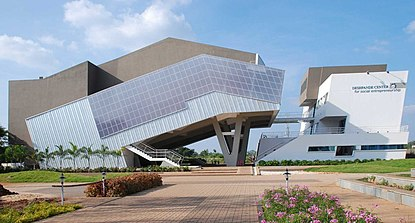 DESHPANDE CENTER
for social entrepreneurship